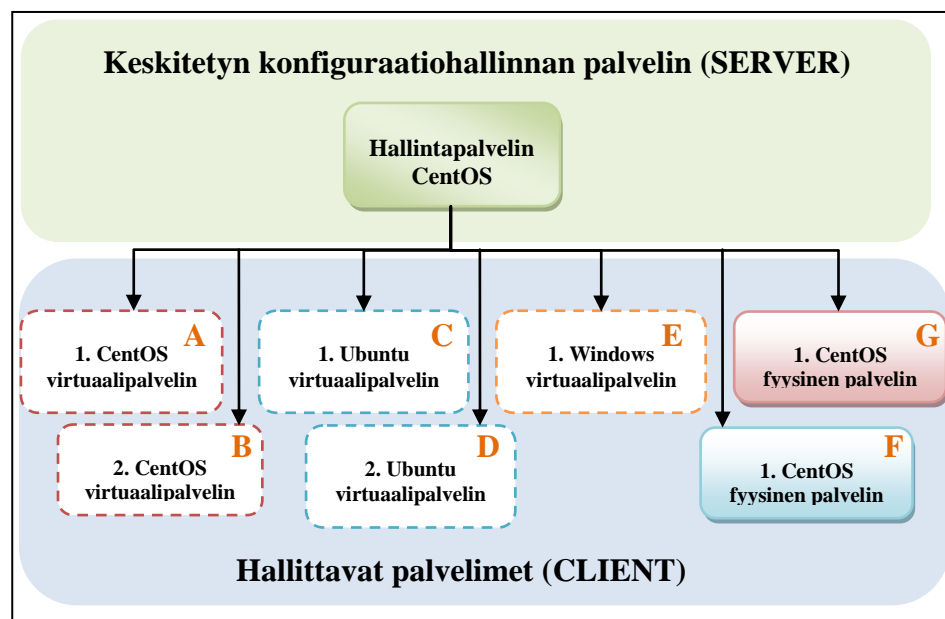 Keskitetyn konfiguraatiohallinnan palvelin (SERVER)
Hallintapalvelin
CentOS
A
1. CentOS
virtuaalipalvelin
C
1. Ubuntu
virtuaalipalvelin
E
1. Windows
virtuaalipalvelin
G
1. CentOS
fyysinen palvelin
B
2. CentOS
virtuaalipalvelin
D
2. Ubuntu
virtuaalipalvelin
F
1. CentOS
fyysinen palvelin
Hallittavat palvelimet (CLIENT)